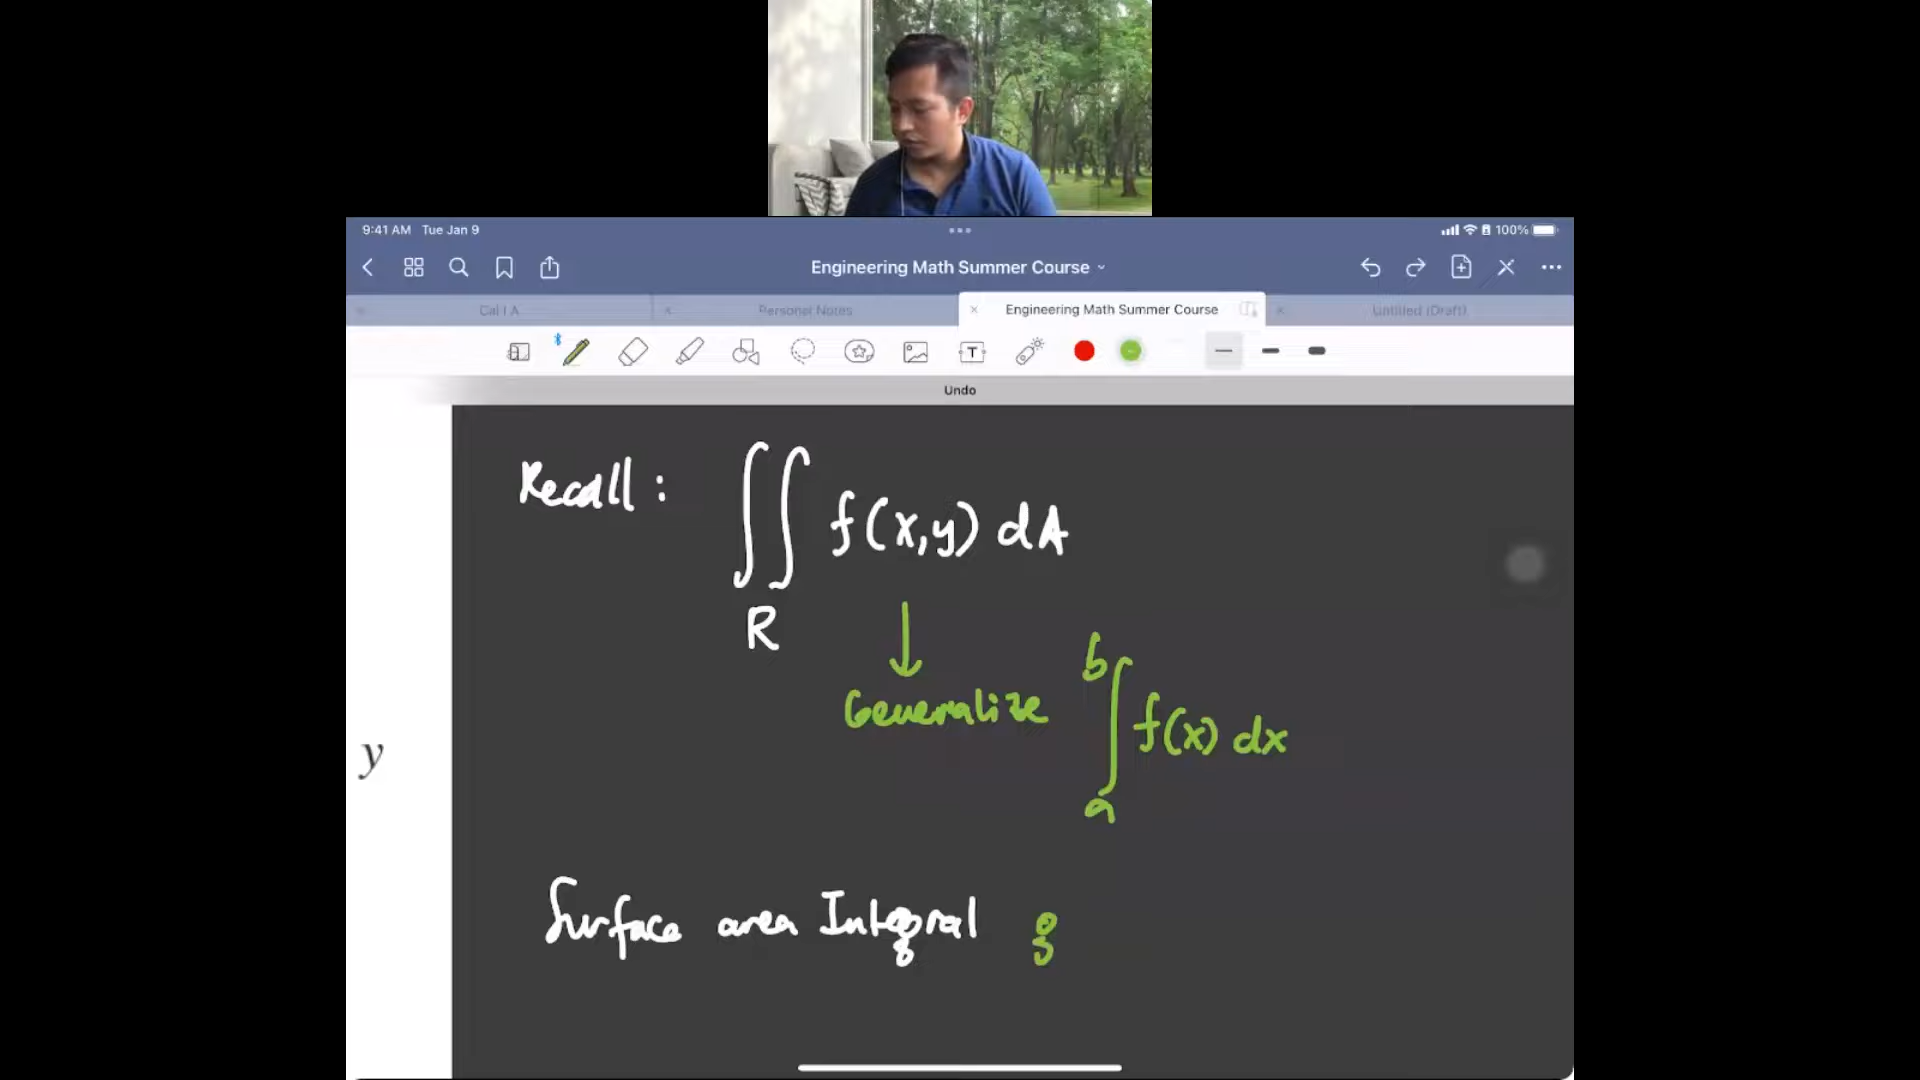 9:41 AM Tue Jan 9
100%
Engineering Math Summer Course
Cal I A
Personal Notes
Engineering Math Summer Course
Untitled (Draft)
T
Undo
Recall : ∬ f(x,y) dA
R
Generalize
b
∫ f(x) dx
a
y
Surface area Integral g